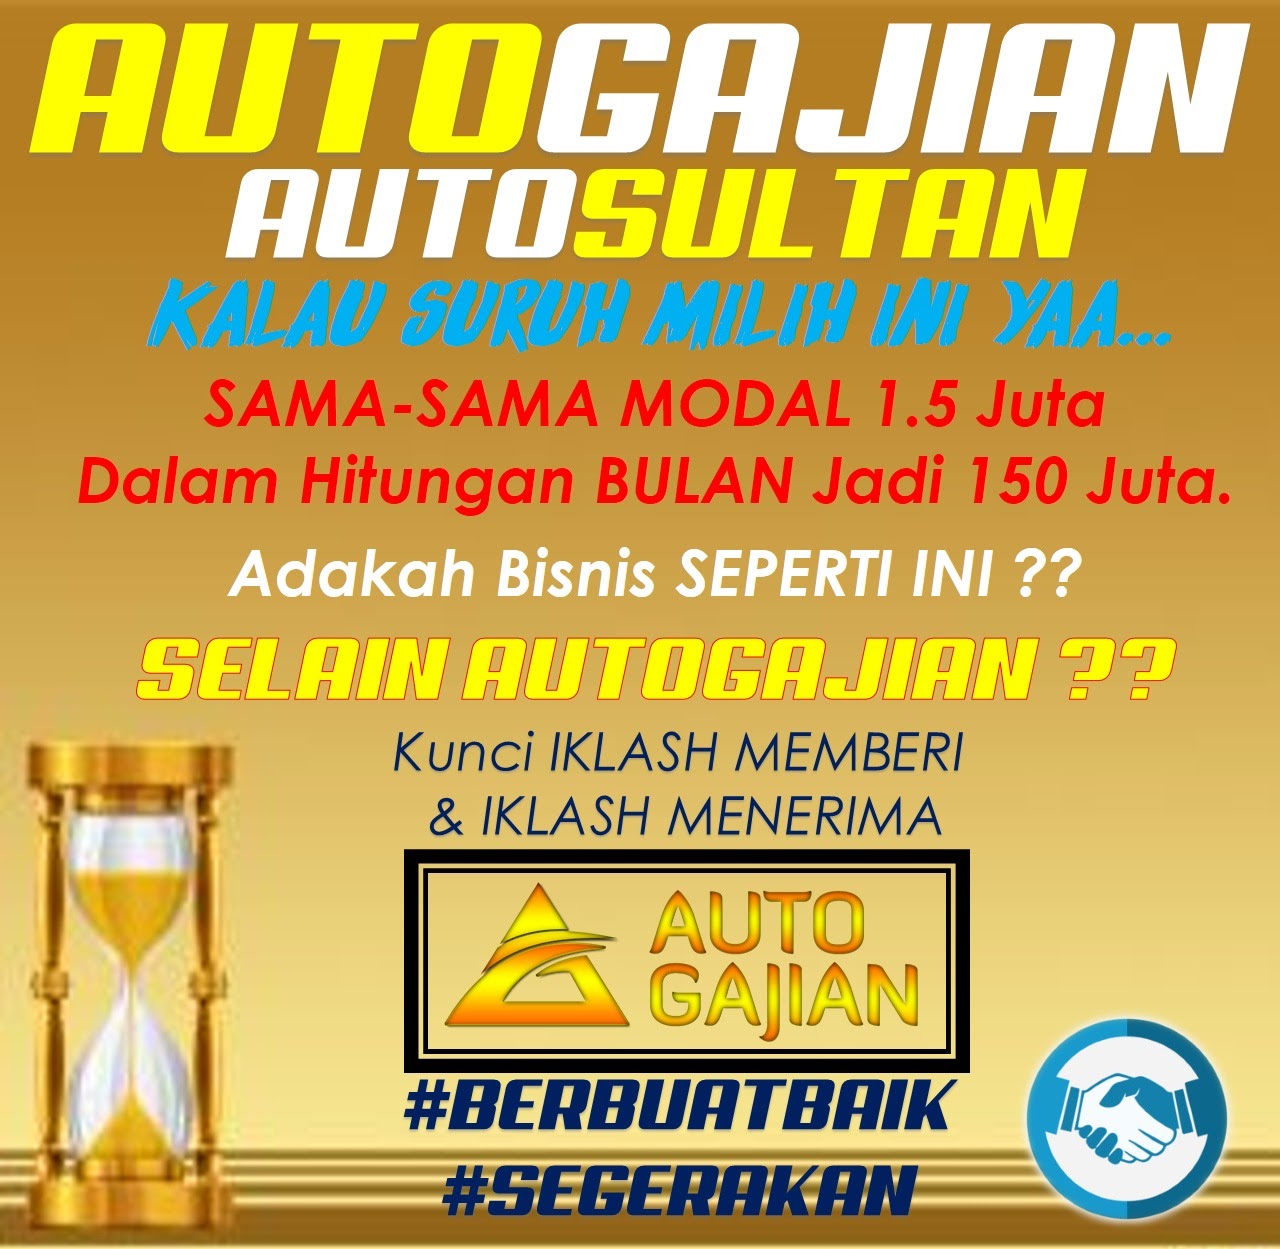 AUTOGAJIAN
AUTOSULTAN
KALAU SURUH MILIH INI YAA...
SAMA-SAMA MODAL 1.5 Juta
Dalam Hitungan BULAN Jadi 150 Juta.
Adakah Bisnis SEPERTI INI ??
SELAIN AUTOGAJIAN ??
Kunci IKLASH MEMBERI
& IKLASH MENERIMA
AUTO
GAJIAN
#BERBUATBAIK
#SEGERAKAN